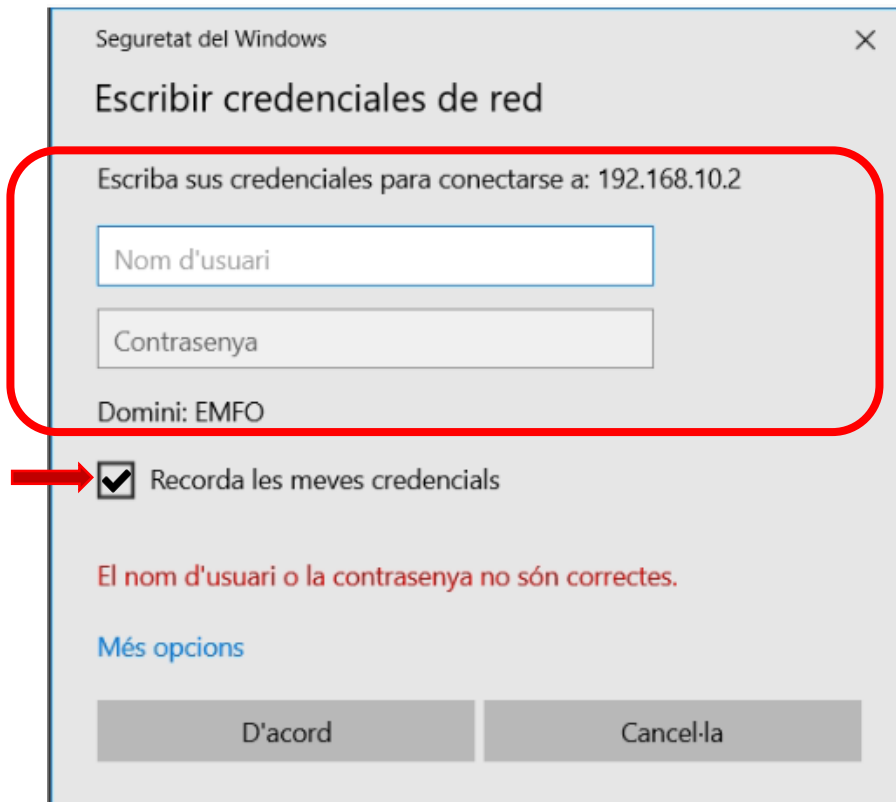 Seguretat del Windows
Escribir credenciales de red
Escriba sus credenciales para conectarse a: 192.168.10.2
Nom d'usuari
Contrasenya
Domini: EMFO
Recorda les meves credencials
El nom d'usuari o la contrasenya no són correctes.
Més opcions
D'acord
Cancel·la